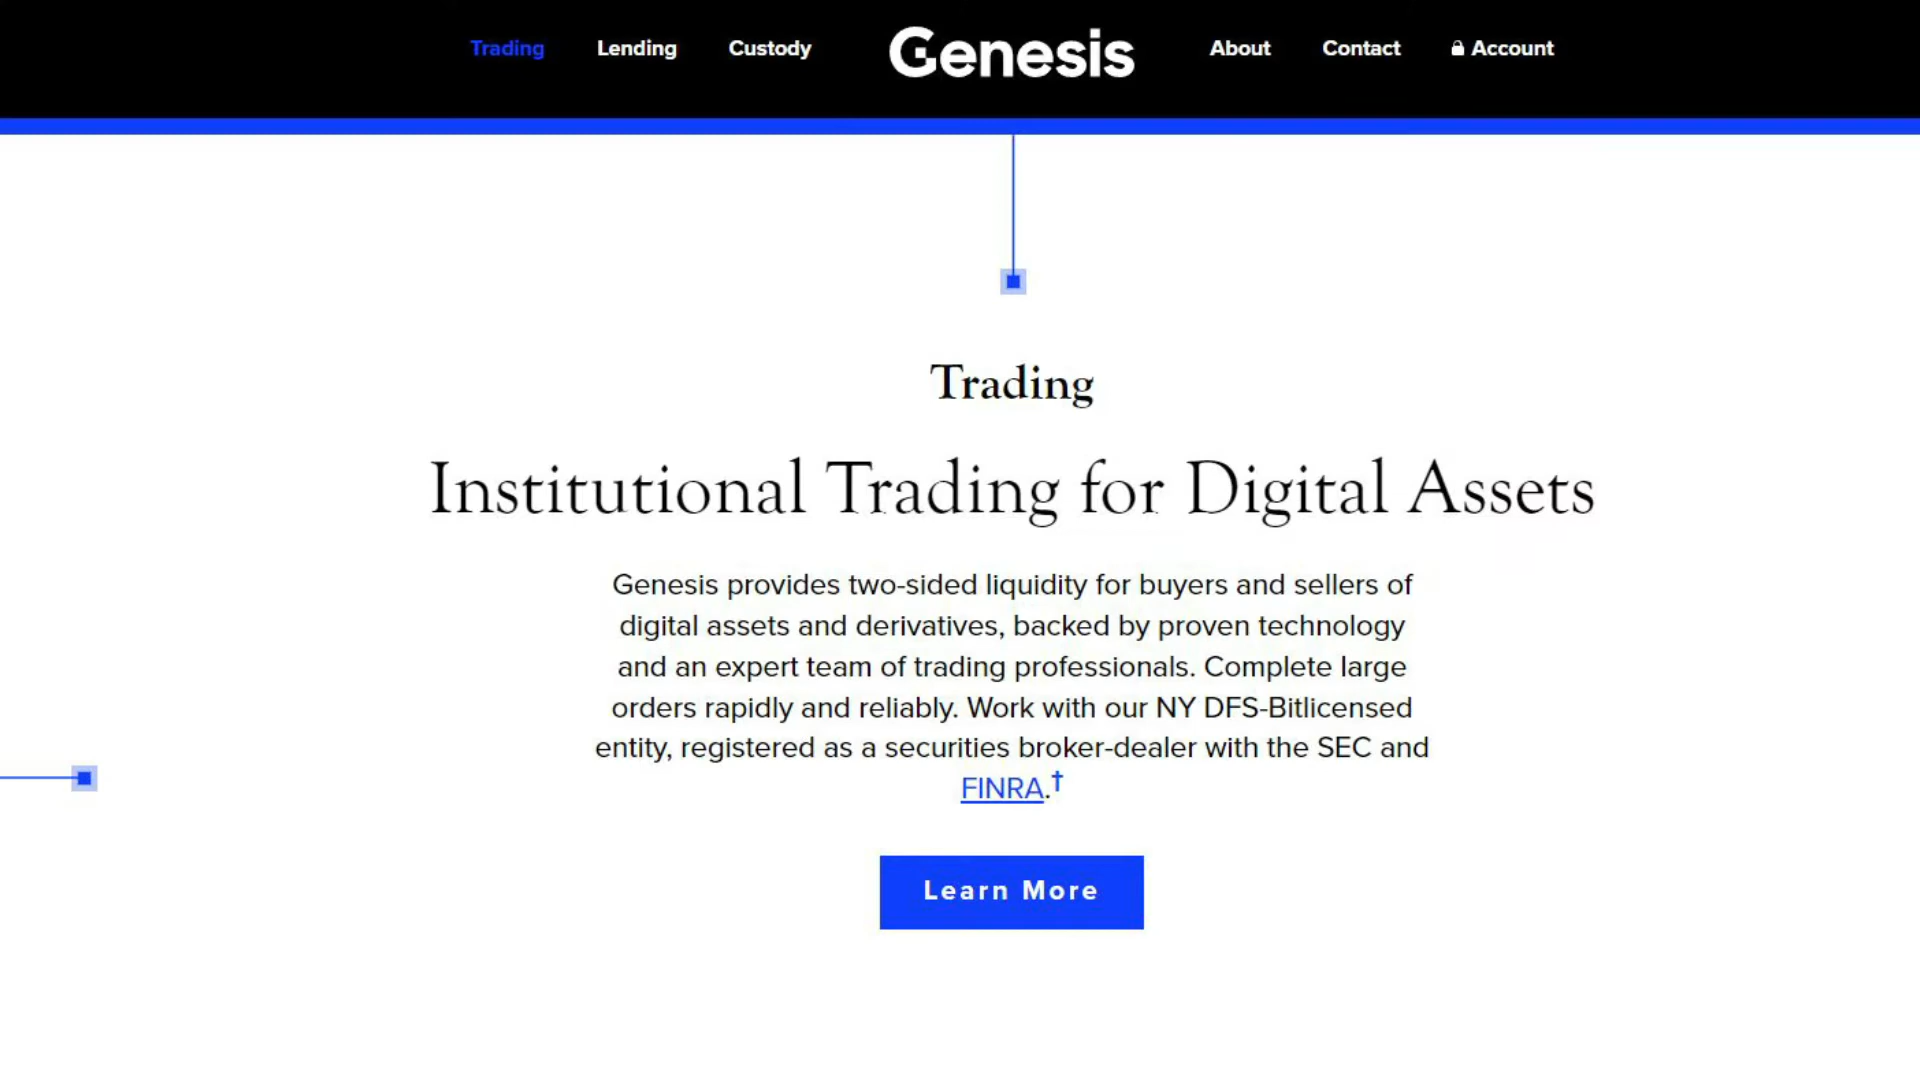 Trading Lending Custody Genesis About Contact Account
Trading
Institutional Trading for Digital Assets
Genesis provides two-sided liquidity for buyers and sellers of
digital assets and derivatives, backed by proven technology
and an expert team of trading professionals. Complete large
orders rapidly and reliably. Work with our NY DFS-Bitlicensed
entity, registered as a securities broker-dealer with the SEC and
FINRA.†
Learn More